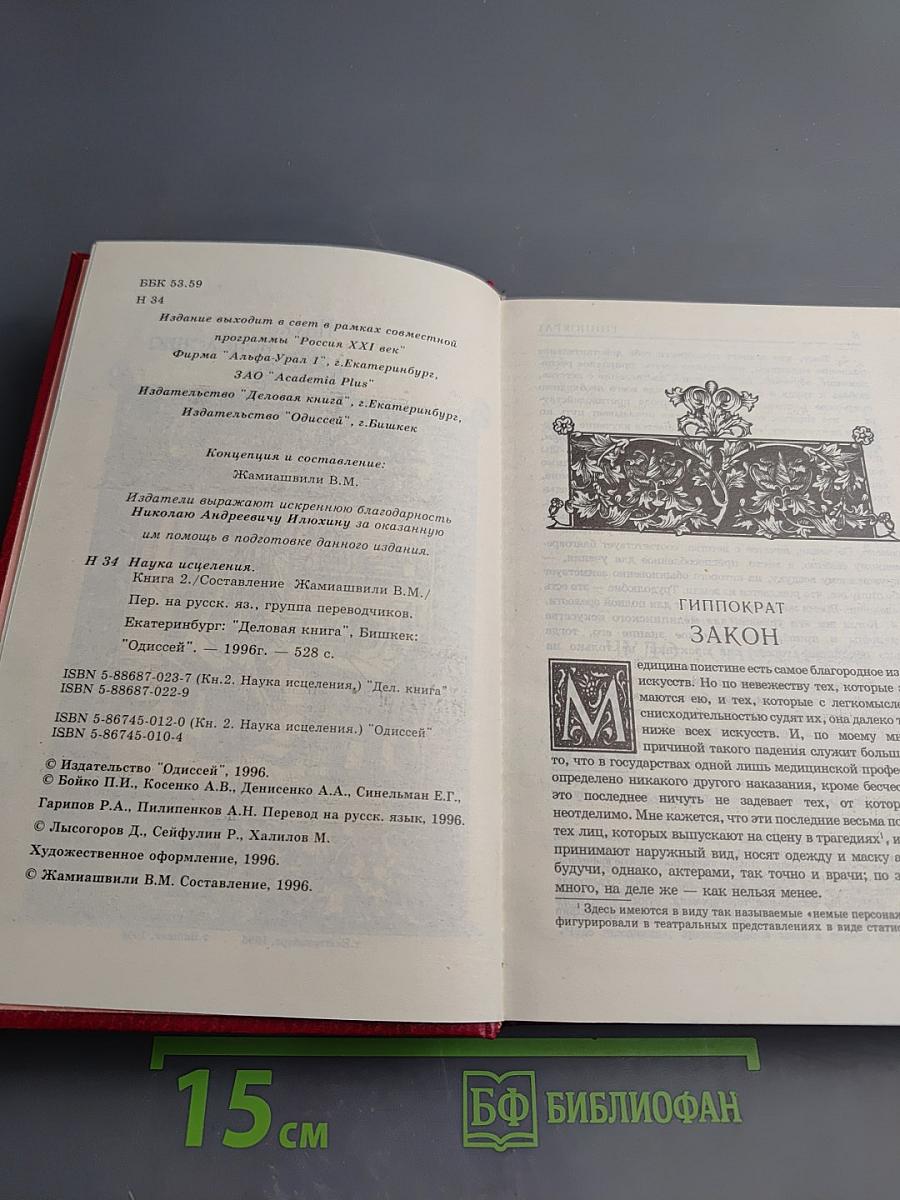 ББК 53.59
Н 34
Издание выходит в свет в рамках совместной
программы "Россия XXI век"
Фирма "Альфа-Урал I", г.Екатеринбург,
ЗАО "Academia Plus"
Издательство "Деловая книга", г.Екатеринбург,
Издательство "Одиссей", г.Бишкек
Концепция и составление:
Жамиашвили В.М.
Издатели выражают искреннюю благодарность
Николаю Андреевичу Илюхину за оказанную
им помощь в подготовке данного издания.
Н 34 Наука исцеления.
Книга 2./Составление Жамиашвили В.М./
Пер. на русск. яз., группа переводчиков.
Екатеринбург: "Деловая книга", Бишкек:
"Одиссей". — 1996г. — 528 с.
ISBN 5-88687-023-7 (Кн.2. Наука исцеления.) "Дел. книга"
ISBN 5-88687-022-9
ISBN 5-86745-012-0 (Кн. 2. Наука исцеления.) "Одиссей"
ISBN 5-86745-010-4
© Издательство "Одиссей", 1996.
© Бойко П.И., Косенко А.В., Денисенко А.А., Синельман Е.Г.,
Гарипов Р.А., Пилипенков А.Н. Перевод на русск. язык, 1996.
© Лысогоров Д., Сейфулин Р., Халилов М.
Художественное оформление, 1996.
© Жамиашвили В.М. Составление, 1996.
ГИППОКРАТ
ЗАКОН
Медицина поистине есть самое благородное из
искусств. Но по невежеству тех, которые
маются ею, и тех, которые с легкомысле
снисходительностью судят их, она далеко
ниже всех искусств. И, по моему
причиной такого падения служит больш
то, что в государствах одной лишь медицинской профе
определено никакого другого наказания, кроме бесчес
это последнее ничуть не задевает тех, от котор
неотделимо. Мне кажется, что эти последние весьма по
тех лиц, которых выпускают на сцену в трагедиях¹,
принимают наружный вид, носят одежду и маску
будучи, однако, актерами, так точно и врачи; по
много, на деле же — как нельзя менее.
¹ Здесь имеются в виду так называемые «немые персона
фигурировали в театральных представлениях в виде статис
15 см
БФ БИБЛИОФАН